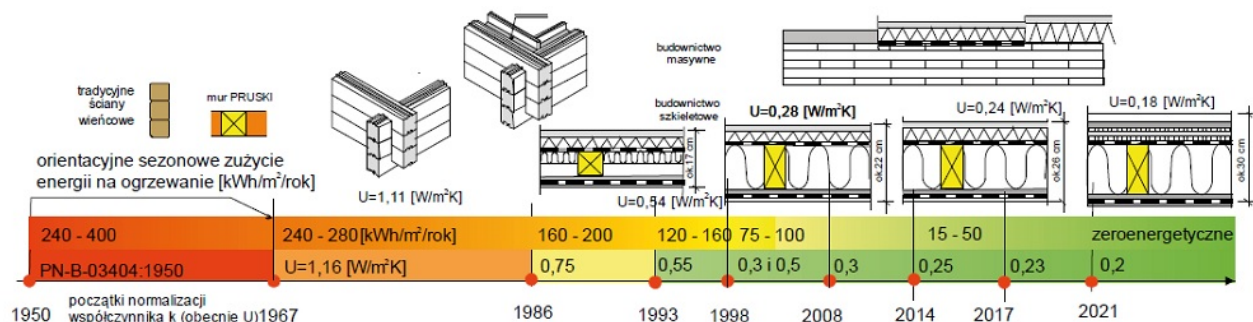 tradycyjne
ściany
wieńcowe
mur PRUSKI
budownictwo
masywne
budownictwo
szkieletowe
U=0,28 [W/m²K]
U=0,24 [W/m²K]
U=0,18 [W/m²K]
ok.17 cm
ok.22 cm
ok.26 cm
ok.30 cm
orientacyjne sezonowe zużycie
energii na ogrzewanie [kWh/m²/rok]
U=1,11 [W/m²K]
U=0,54 [W/m²K]
240 - 400
240 - 280[kWh/m²/rok]
160 - 200
120 - 160
75 - 100
15 - 50
zeroenergetyczne
PN-B-03404:1950
U=1,16 [W/m²K]
0,75
0,55
0,3 i 0,5
0,3
0,25
0,23
0,2
1950
początki normalizacji
współczynnika k (obecnie U)
1967
1986
1993
1998
2008
2014
2017
2021